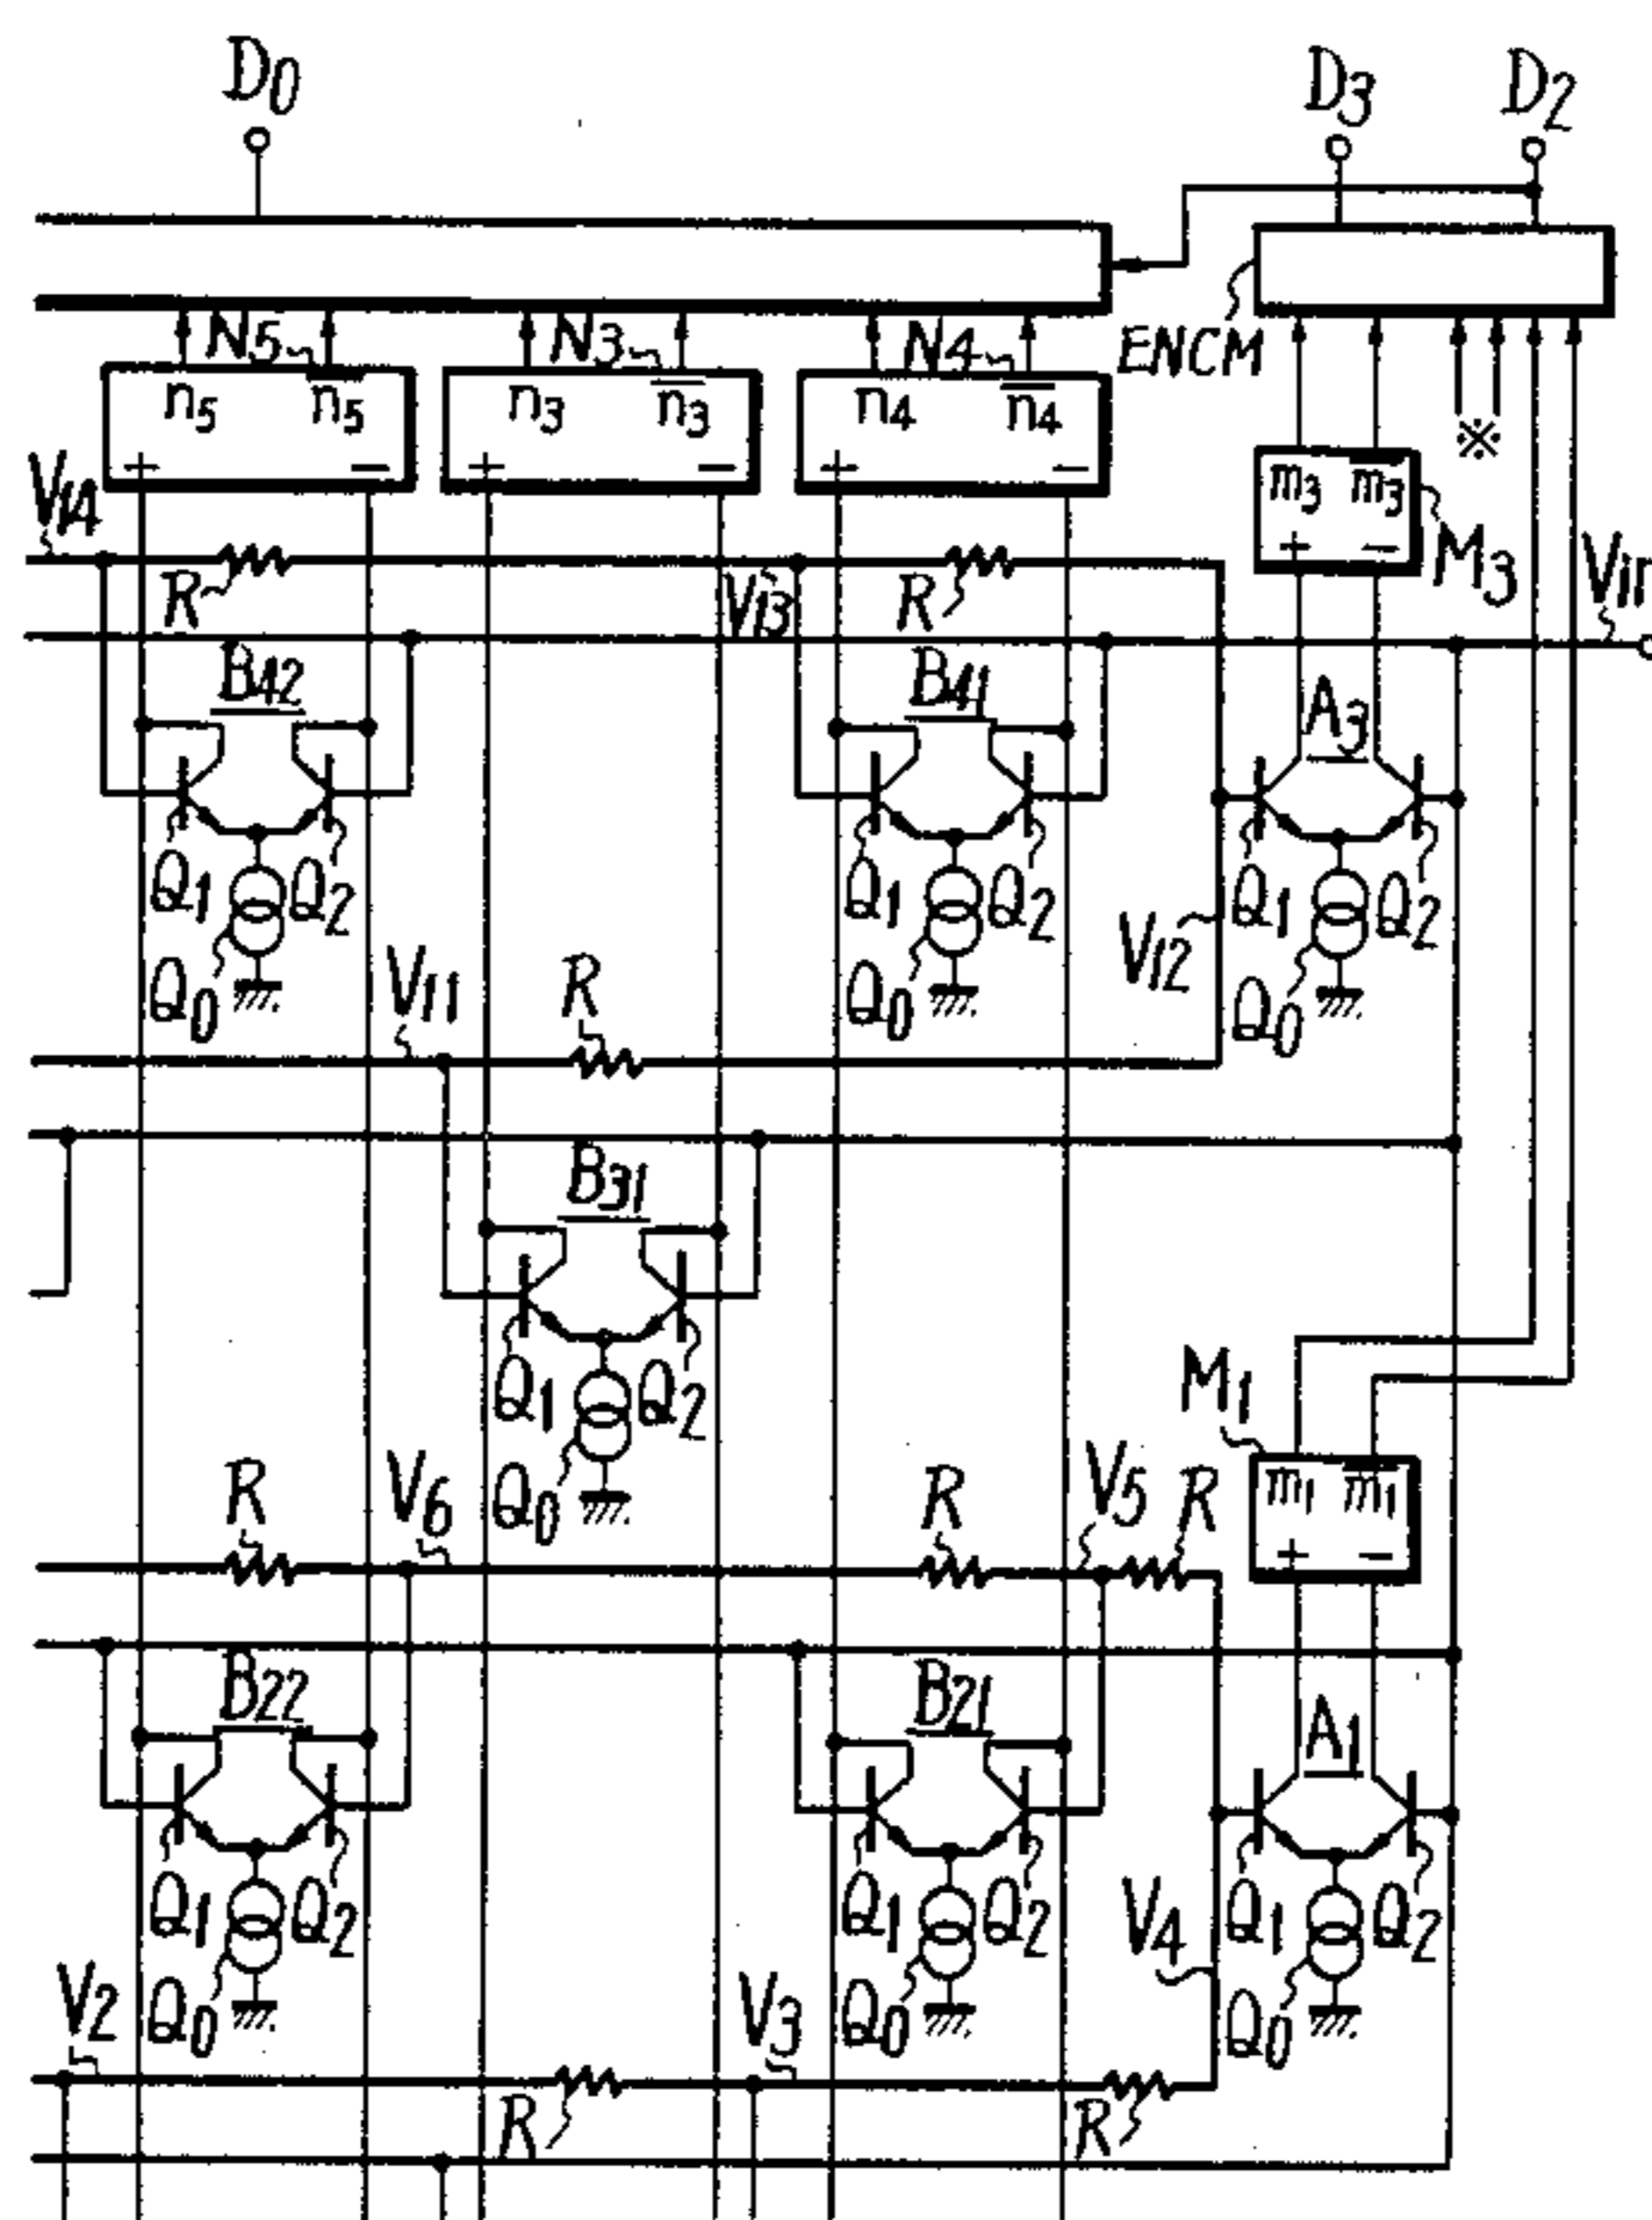 D0 D3 D2
N5 N3 N4 ENCM
n5 n̅5 n3 n̅3 n4 n̅4 ※
+ − + − + − m3 m̅3
V14 + − M3
R V13 R
B42 B41 A3
Q1 Q2 Q1 Q2 Q1 Q2
V12
Q0 V11 R Q0 Q0
B31
Q1 Q2 M1
Q0
R V6 R V5 R m1 m̅1
+ −
B22 B21 A1
Q1 Q2 Q1 Q2 V4 Q1 Q2
V2 Q0 V3 Q0 Q0
R R